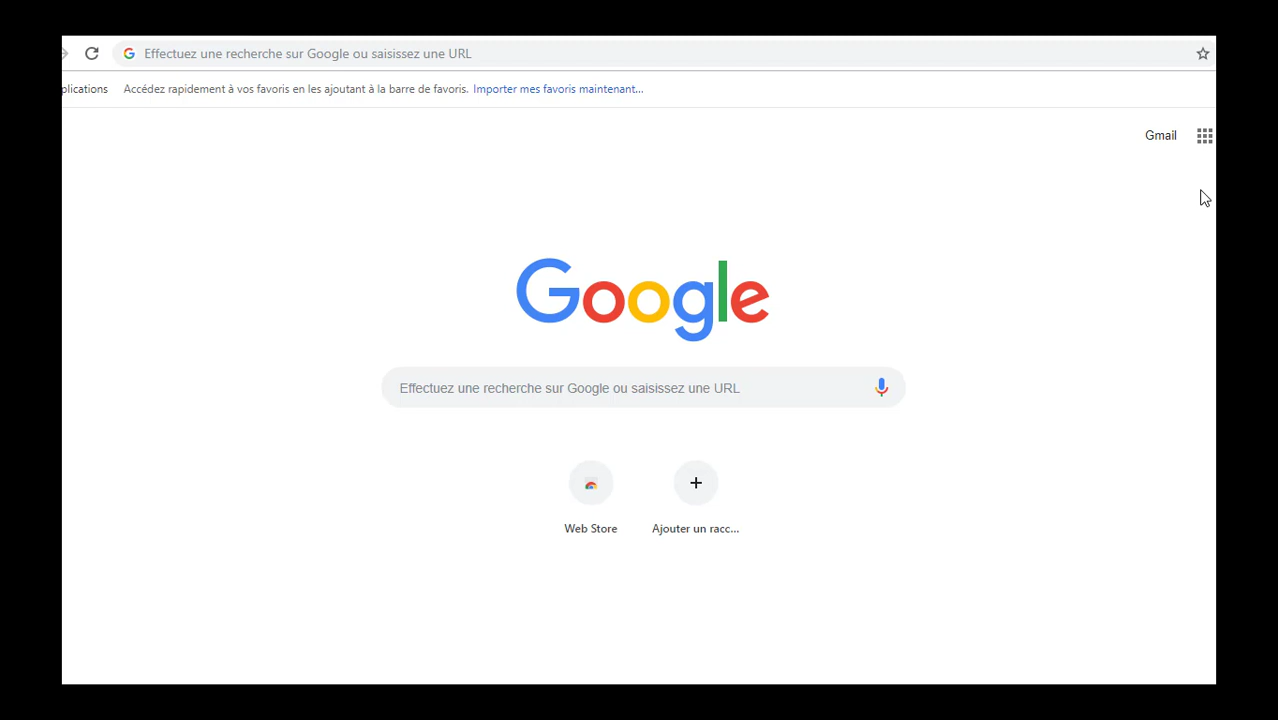 Effectuez une recherche sur Google ou saisissez une URL
plications Accédez rapidement à vos favoris en les ajoutant à la barre de favoris. Importer mes favoris maintenant...
Gmail
Google
Effectuez une recherche sur Google ou saisissez une URL
Web Store Ajouter un racc...